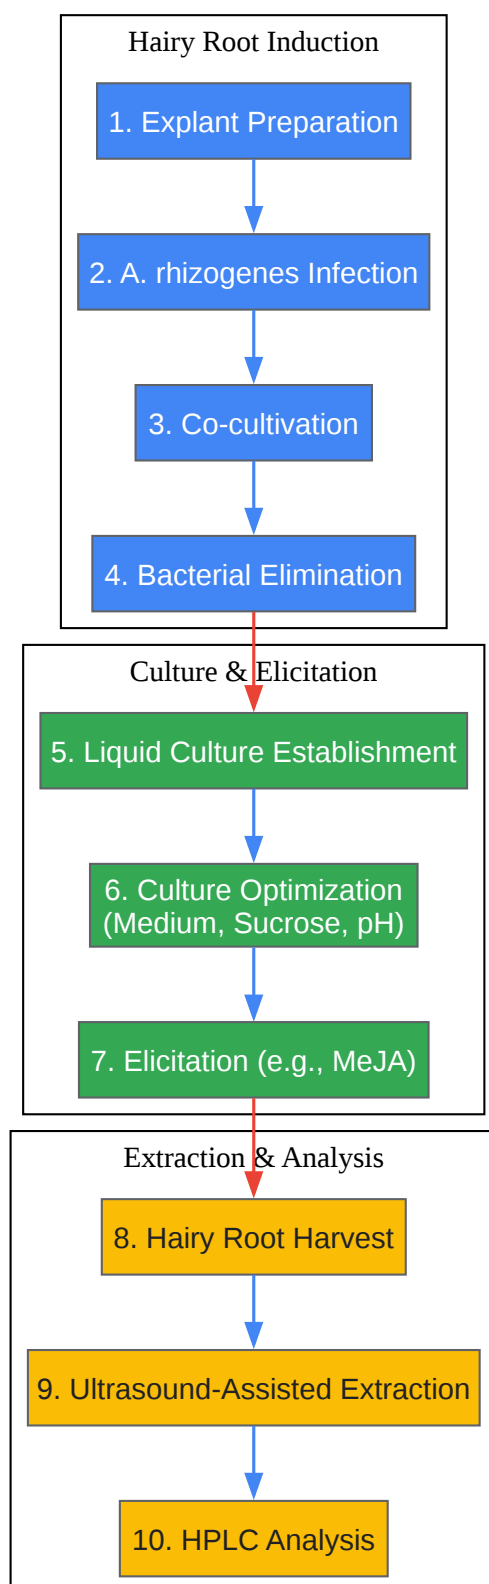 Hairy Root Induction
1. Explant Preparation
2. A. rhizogenes Infection
3. Co-cultivation
4. Bacterial Elimination
Culture & Elicitation
5. Liquid Culture Establishment
6. Culture Optimization
(Medium, Sucrose, pH)
7. Elicitation (e.g., MeJA)
Extraction & Analysis
8. Hairy Root Harvest
9. Ultrasound-Assisted Extraction
10. HPLC Analysis